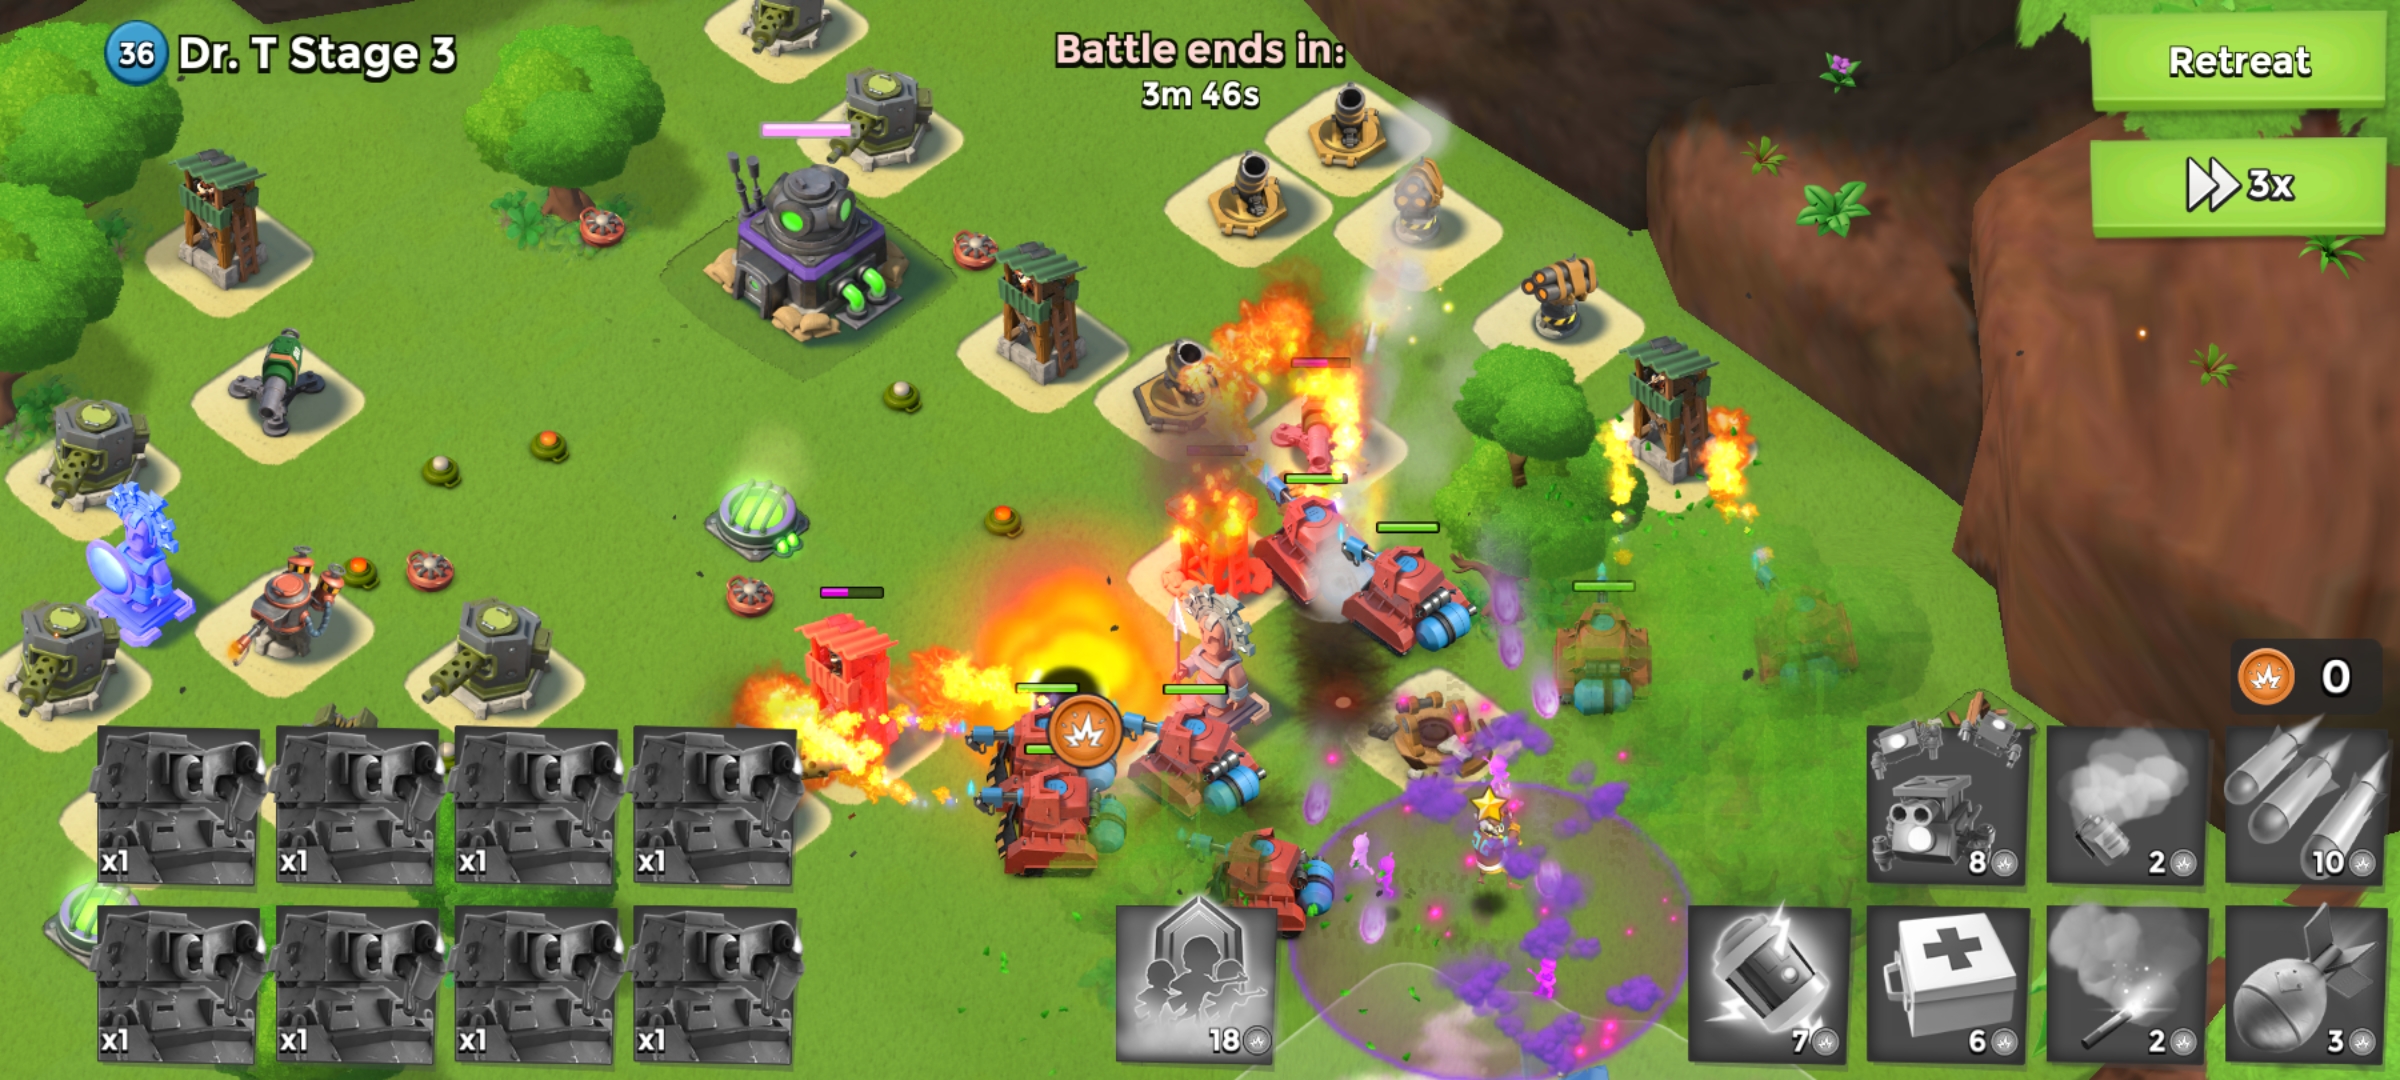 36 Dr. T Stage 3
Battle ends in:
3m 46s
Retreat
3x
0
8
2
10
x1
x1
x1
x1
x1
x1
x1
x1
18
7
6
2
3